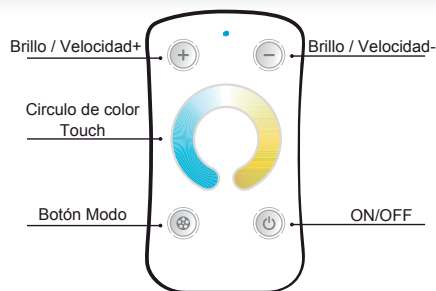 Brillo / Velocidad+
Brillo / Velocidad-
Circulo de color
Touch
Botón Modo
ON/OFF